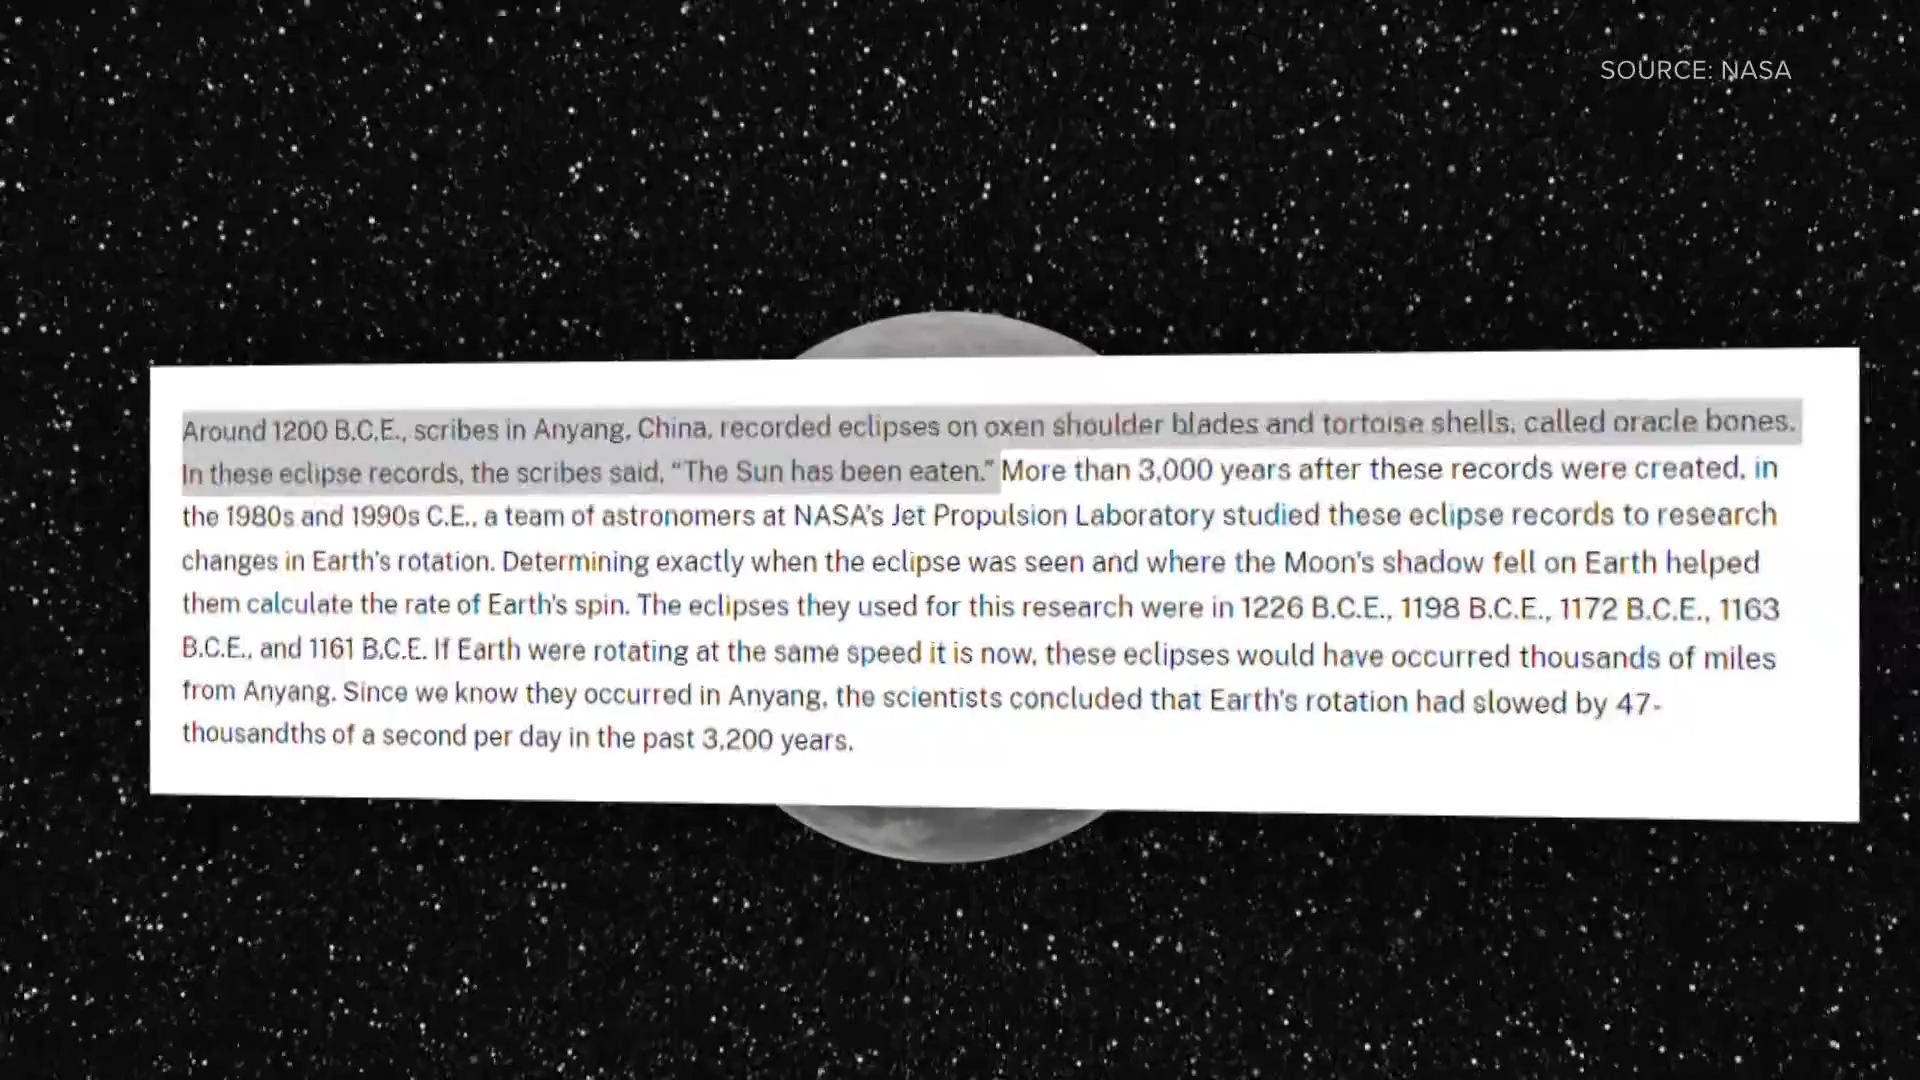 SOURCE: NASA
Around 1200 B.C.E., scribes in Anyang, China, recorded eclipses on oxen shoulder blades and tortoise shells, called oracle bones.
In these eclipse records, the scribes said, “The Sun has been eaten.” More than 3,000 years after these records were created, in
the 1980s and 1990s C.E., a team of astronomers at NASA's Jet Propulsion Laboratory studied these eclipse records to research
changes in Earth's rotation. Determining exactly when the eclipse was seen and where the Moon's shadow fell on Earth helped
them calculate the rate of Earth's spin. The eclipses they used for this research were in 1226 B.C.E., 1198 B.C.E., 1172 B.C.E., 1163
B.C.E., and 1161 B.C.E. If Earth were rotating at the same speed it is now, these eclipses would have occurred thousands of miles
from Anyang. Since we know they occurred in Anyang, the scientists concluded that Earth's rotation had slowed by 47-
thousandths of a second per day in the past 3,200 years.